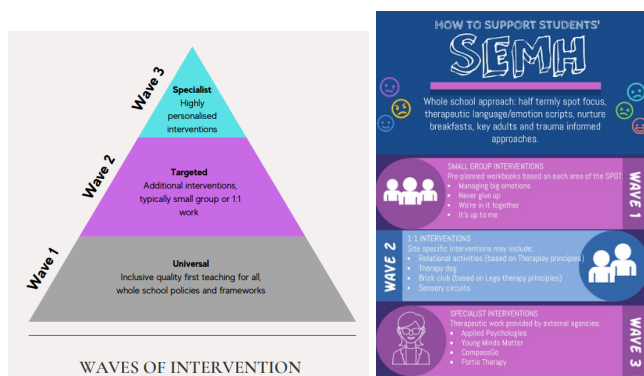 Wave 3
Specialist
Highly
personalised
interventions
Wave 2
Targeted
Additional interventions,
typically small group or 1:1
work
Wave 1
Universal
Inclusive quality first teaching for all,
whole school policies and frameworks
WAVES OF INTERVENTION
HOW TO SUPPORT STUDENTS'
SEMH
Whole school approach: half termly spot focus,
therapeutic language/emotion scripts, nurture
breakfasts, key adults and trauma informed
approaches.
SMALL GROUP INTERVENTIONS
Pre-planned workbooks based on each area of the SPOT
• Managing big emotions
• Never give up
• We're in it together
• It's up to me
WAVE 1
WAVE 2
1:1 INTERVENTIONS
Site specific interventions may include:
• Relational activities (based on Theraplay principles)
• Therapy dog
• Brick club (based on Lego therapy principles)
• Sensory circuits
SPECIALIST INTERVENTIONS
Therapeutic work provided by external agencies:
• Applied Psychologies
• Young Minds Matter
• CompassGo
• Fortis Therapy
WAVE 3